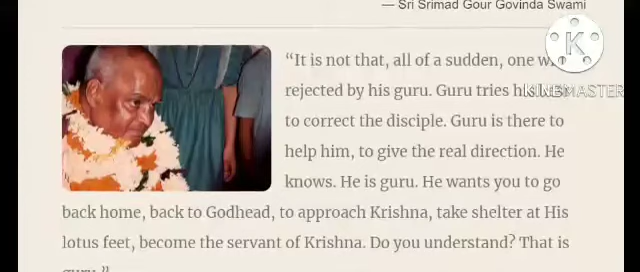 — Sri Srimad Gour Govinda Swami
“It is not that, all of a sudden, one
rejected by his guru. Guru tries his best
to correct the disciple. Guru is there to
help him, to give the real direction. He
knows. He is guru. He wants you to go
back home, back to Godhead, to approach Krishna, take shelter at His
lotus feet, become the servant of Krishna. Do you understand? That is
guru.”
K
KINEMASTER